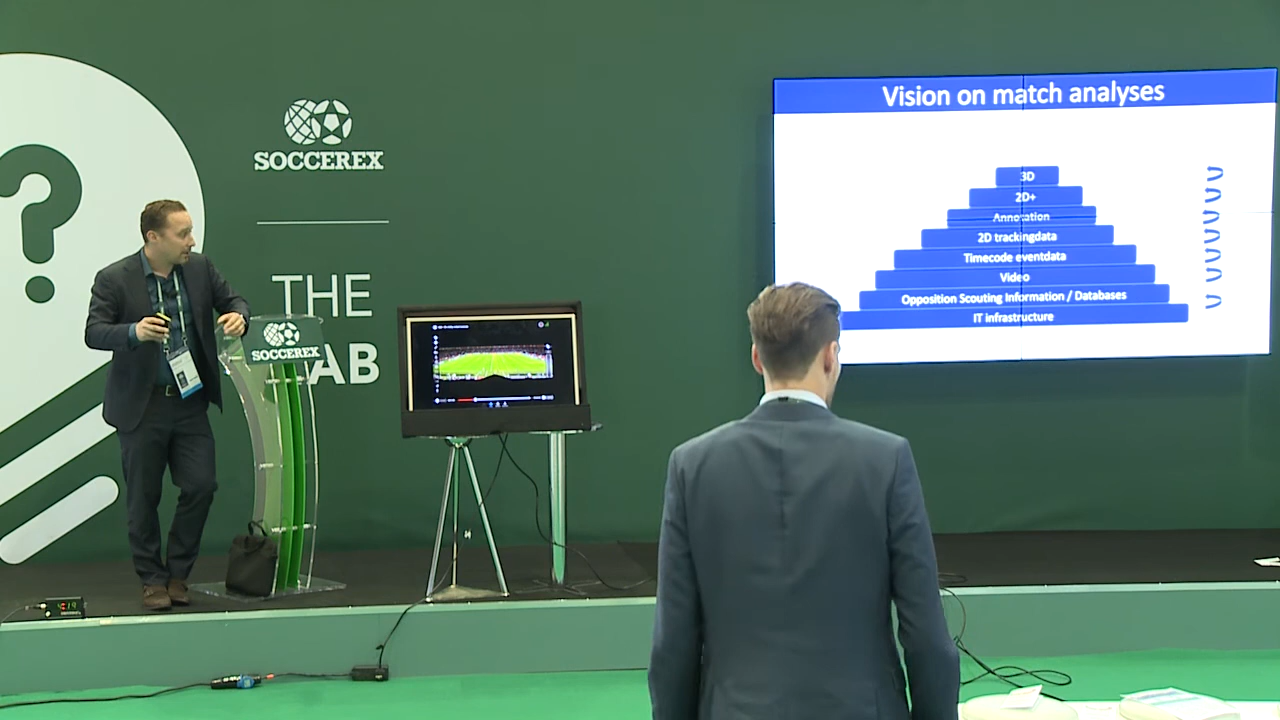 SOCCEREX
THE
AB
SOCCEREX
Vision on match analyses
3D
2D+
Annotation
2D trackingdata
Timecode eventdata
Video
Opposition Scouting Information / Databases
IT infrastructure